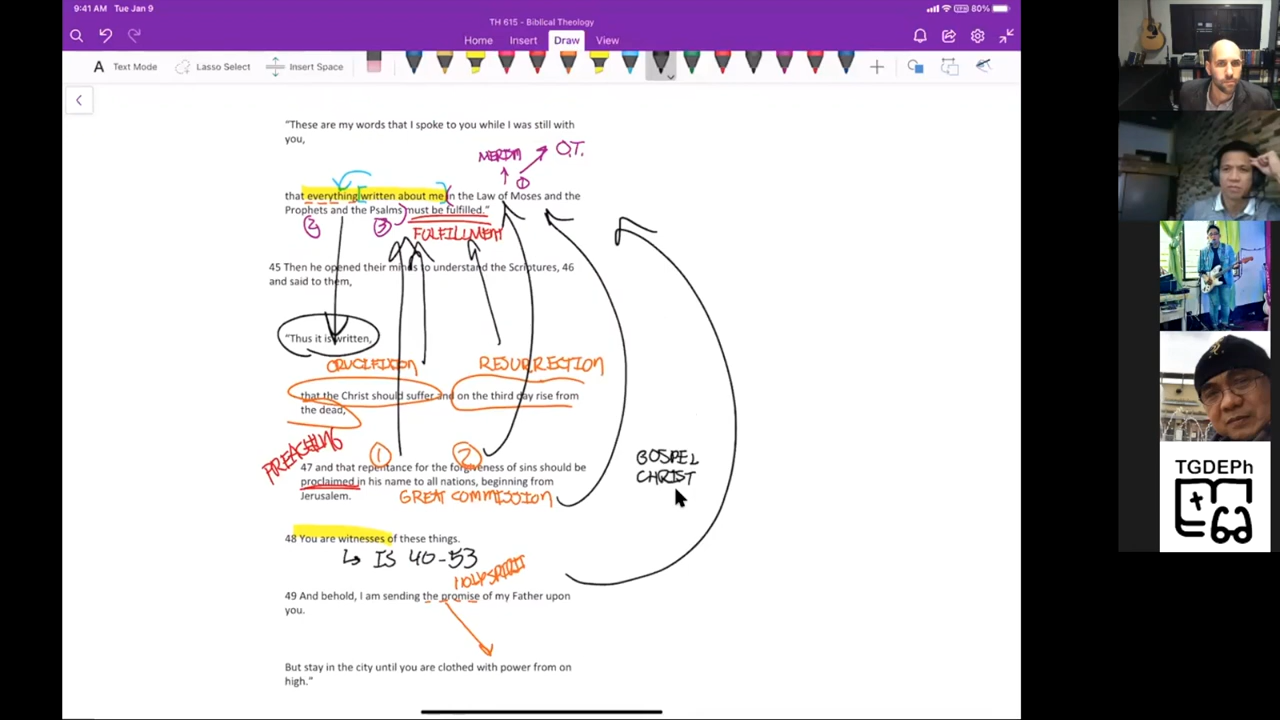 9:41 AM Tue Jan 9
80%
TH 615 - Biblical Theology
Home Insert Draw View
A Text Mode Lasso Select Insert Space
"These are my words that I spoke to you while I was still with
you,
O.T.
①
that everything written about me in the Law of Moses and the
Prophets and the Psalms must be fulfilled."
② ③ FULFILLMENT
45 Then he opened their minds to understand the Scriptures, 46
and said to them,
"Thus it is written,
CRUCIFIXION RESURRECTION
that the Christ should suffer and on the third day rise from
the dead,
PREACHING ① ②
47 and that repentance for the forgiveness of sins should be
proclaimed in his name to all nations, beginning from
Jerusalem.
GREAT COMMISSION
GOSPEL
CHRIST
48 You are witnesses of these things.
IS 40-53
HOLY SPIRIT
49 And behold, I am sending the promise of my Father upon
you.
But stay in the city until you are clothed with power from on
high."
TGDEPh